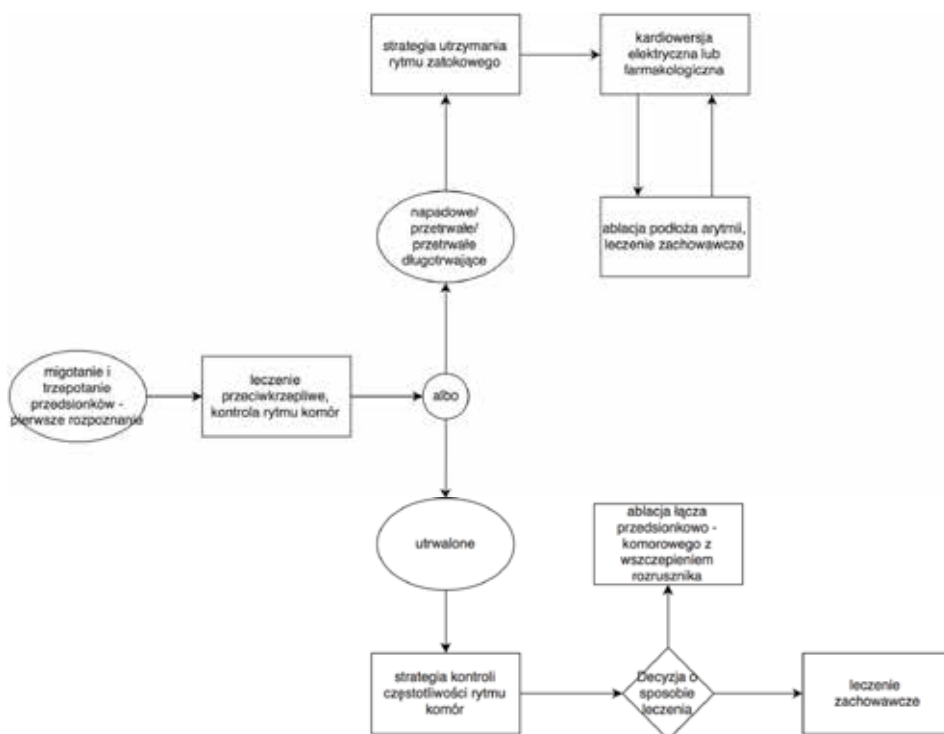 strategia utrzymania
rytmu zatokowego
kardiowersja
elektryczna lub
farmakologiczna
napadowe/
przetrwałe/
przetrwałe
długotrwające
ablacja podłoża arytmii,
leczenie zachowawcze
migotanie i
trzepotanie
przedsionków -
pierwsze rozpoznanie
leczenie
przeciwkrzepliwe,
kontrola rytmu komór
albo
utrwalone
ablacja łącza
przedsionkowo -
komorowego z
wszczepieniem
rozrusznika
strategia kontroli
częstotliwości rytmu
komór
Decyzja o
sposobie
leczenia
leczenie
zachowawcze